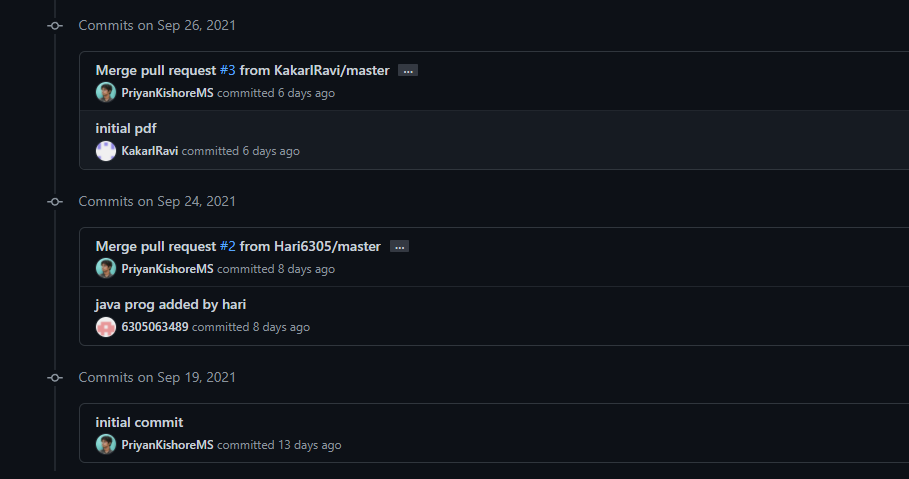 Commits on Sep 26, 2021
Merge pull request #3 from KakarlRavi/master ...
PriyanKishoreMS committed 6 days ago
initial pdf
KakarlRavi committed 6 days ago
Commits on Sep 24, 2021
Merge pull request #2 from Hari6305/master ...
PriyanKishoreMS committed 8 days ago
java prog added by hari
6305063489 committed 8 days ago
Commits on Sep 19, 2021
initial commit
PriyanKishoreMS committed 13 days ago